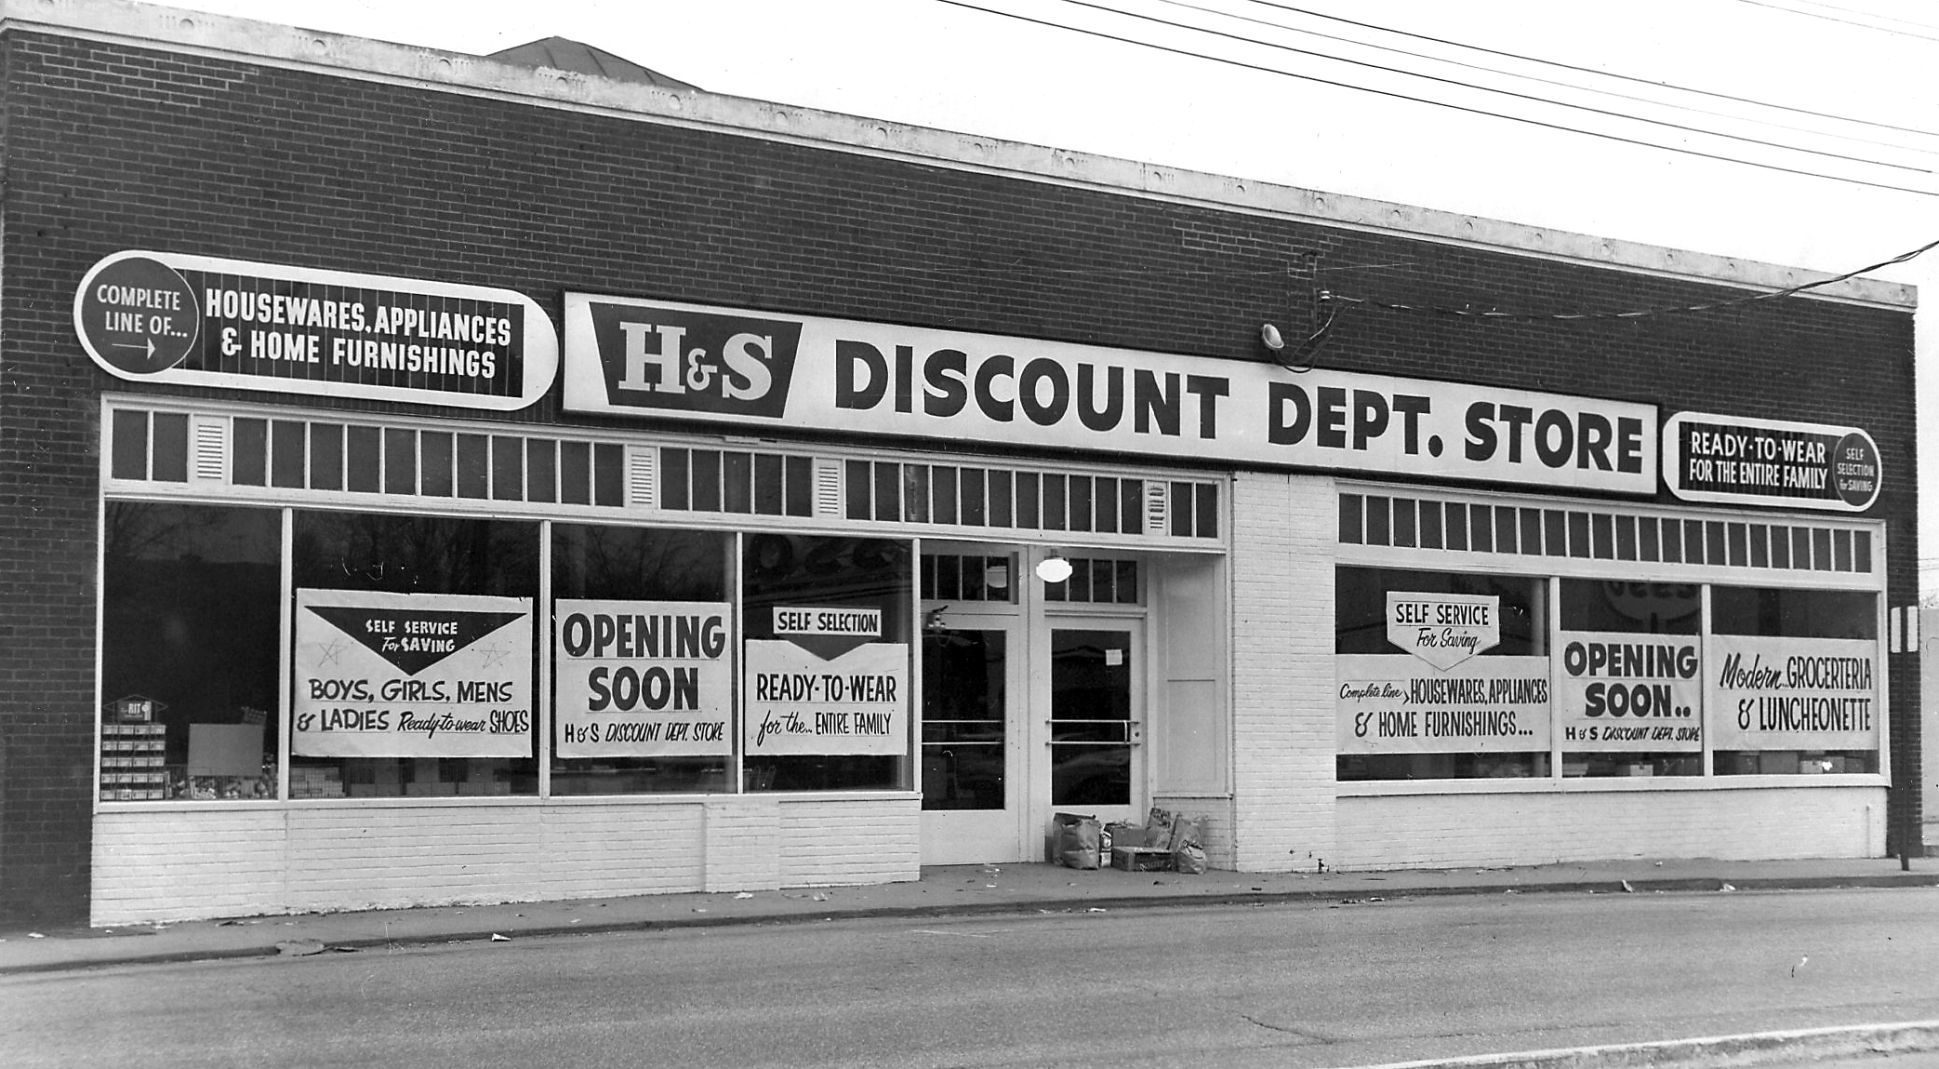 COMPLETE
LINE OF...
HOUSEWARES, APPLIANCES
& HOME FURNISHINGS
H&S DISCOUNT DEPT. STORE
READY-TO-WEAR
FOR THE ENTIRE FAMILY
SELF
SELECTION
for SAVING
RIT
SELF SERVICE
For SAVING
BOYS, GIRLS, MENS
& LADIES Ready-to-wear SHOES
OPENING
SOON
H & S DISCOUNT DEPT. STORE
SELF SELECTION
READY-TO-WEAR
for the... ENTIRE FAMILY
SELF SERVICE
For Saving
Complete line HOUSEWARES, APPLIANCES
& HOME FURNISHINGS...
OPENING
SOON..
H & S DISCOUNT DEPT. STORE
Modern GROCERTERIA
& LUNCHEONETTE